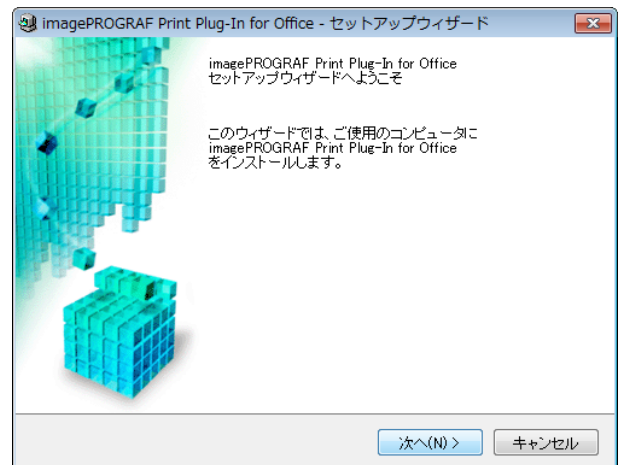 imagePROGRAF Print Plug-In for Office - セットアップウィザード
imagePROGRAF Print Plug-In for Office
セットアップウィザードへようこそ
このウィザードでは、ご使用のコンピュータに
imagePROGRAF Print Plug-In for Office
をインストールします。
次へ(N) >
キャンセル